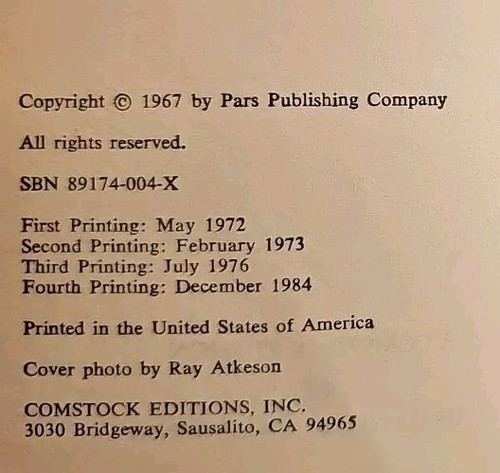 Copyright © 1967 by Pars Publishing Company
All rights reserved.
SBN 89174-004-X
First Printing: May 1972
Second Printing: February 1973
Third Printing: July 1976
Fourth Printing: December 1984
Printed in the United States of America
Cover photo by Ray Atkeson
COMSTOCK EDITIONS, INC.
3030 Bridgeway, Sausalito, CA 94965